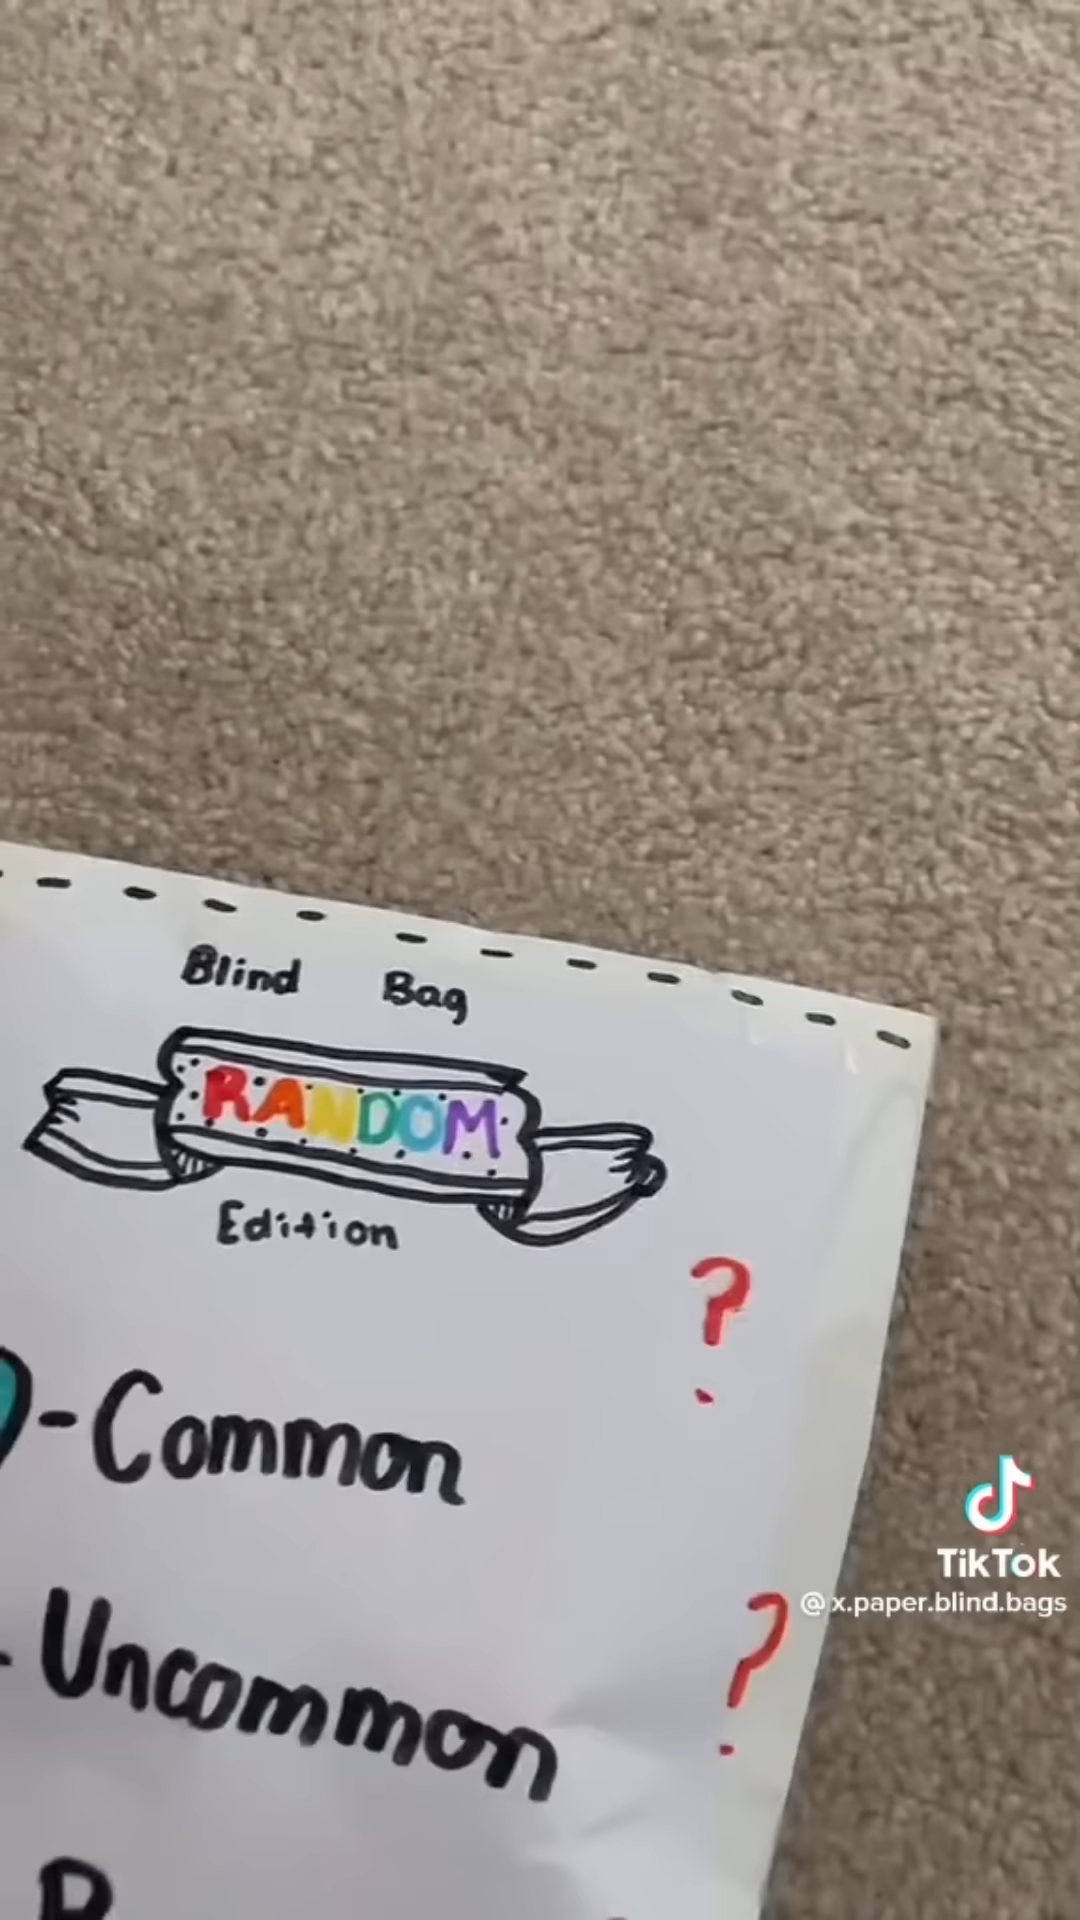 Blind Bag
RANDOM
Edition
?
-Common
- Uncommon
?
TikTok
@x.paper.blind.bags